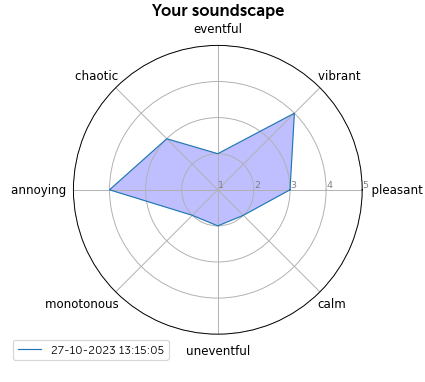 Your soundscape
eventful
chaotic
vibrant
annoying
1 2 3 4 5
pleasant
monotonous
calm
uneventful
27-10-2023 13:15:05